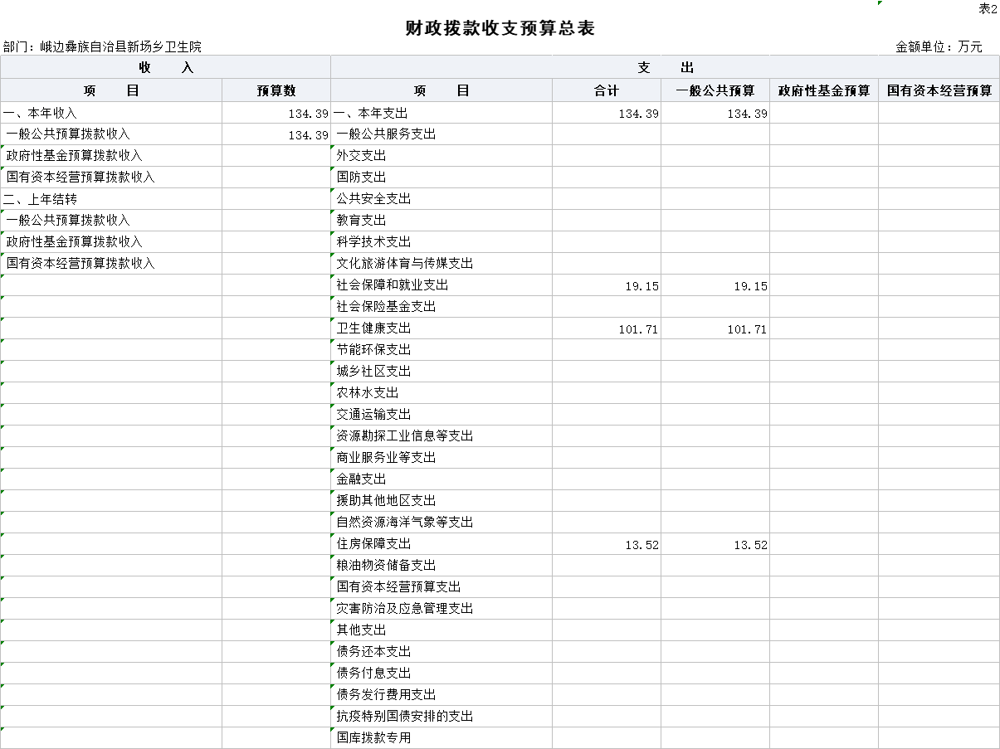 表2
财政拨款收支预算总表
部门：峨边彝族自治县新场乡卫生院 金额单位：万元
收 入 支 出
项 目 预算数 项 目 合计 一般公共预算 政府性基金预算 国有资本经营预算
一、本年收入 134.39 一、本年支出 134.39 134.39
一般公共预算拨款收入 134.39 一般公共服务支出
政府性基金预算拨款收入 外交支出
国有资本经营预算拨款收入 国防支出
二、上年结转 公共安全支出
一般公共预算拨款收入 教育支出
政府性基金预算拨款收入 科学技术支出
国有资本经营预算拨款收入 文化旅游体育与传媒支出
社会保障和就业支出 19.15 19.15
社会保险基金支出
卫生健康支出 101.71 101.71
节能环保支出
城乡社区支出
农林水支出
交通运输支出
资源勘探工业信息等支出
商业服务业等支出
金融支出
援助其他地区支出
自然资源海洋气象等支出
住房保障支出 13.52 13.52
粮油物资储备支出
国有资本经营预算支出
灾害防治及应急管理支出
其他支出
债务还本支出
债务付息支出
债务发行费用支出
抗疫特别国债安排的支出
国库拨款专用